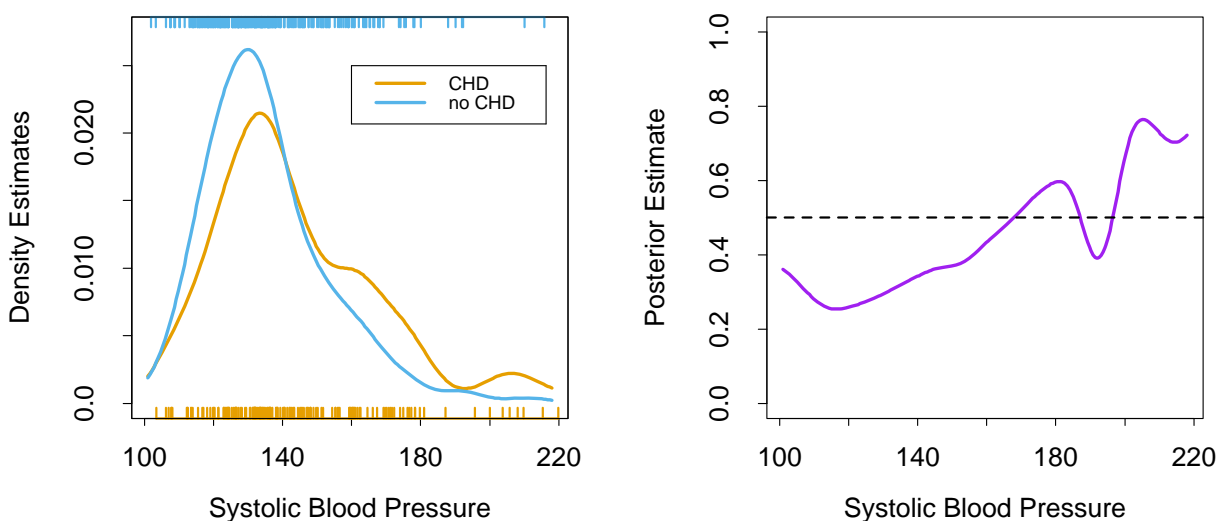 Density Estimates
0.0
0.010
0.020
CHD
no CHD
100
140
180
220
Systolic Blood Pressure
Posterior Estimate
0.0
0.2
0.4
0.6
0.8
1.0
100
140
180
220
Systolic Blood Pressure